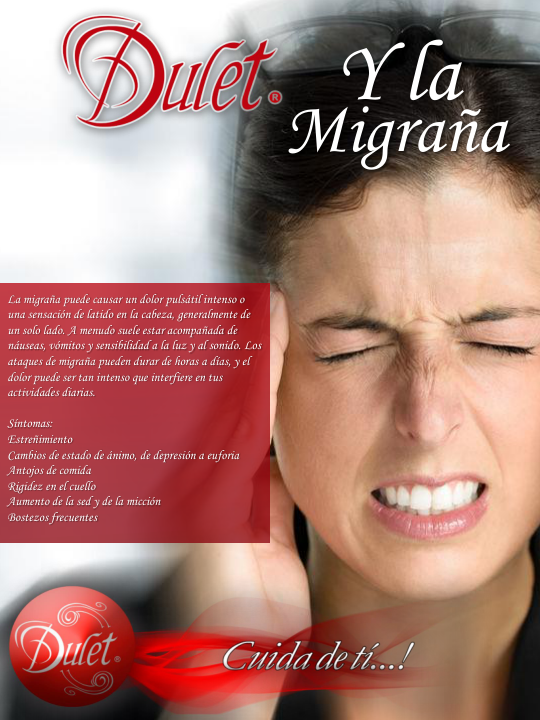 Dulet®
Y la
Migraña
La migraña puede causar un dolor pulsátil intenso o
una sensación de latido en la cabeza, generalmente de
un solo lado. A menudo suele estar acompañada de
náuseas, vómitos y sensibilidad a la luz y al sonido. Los
ataques de migraña pueden durar de horas a días, y el
dolor puede ser tan intenso que interfiere en tus
actividades diarias.
Síntomas:
Estreñimiento
Cambios de estado de ánimo, de depresión a euforia
Antojos de comida
Rigidez en el cuello
Aumento de la sed y de la micción
Bostezos frecuentes
Dulet®
Cuida de tí...!